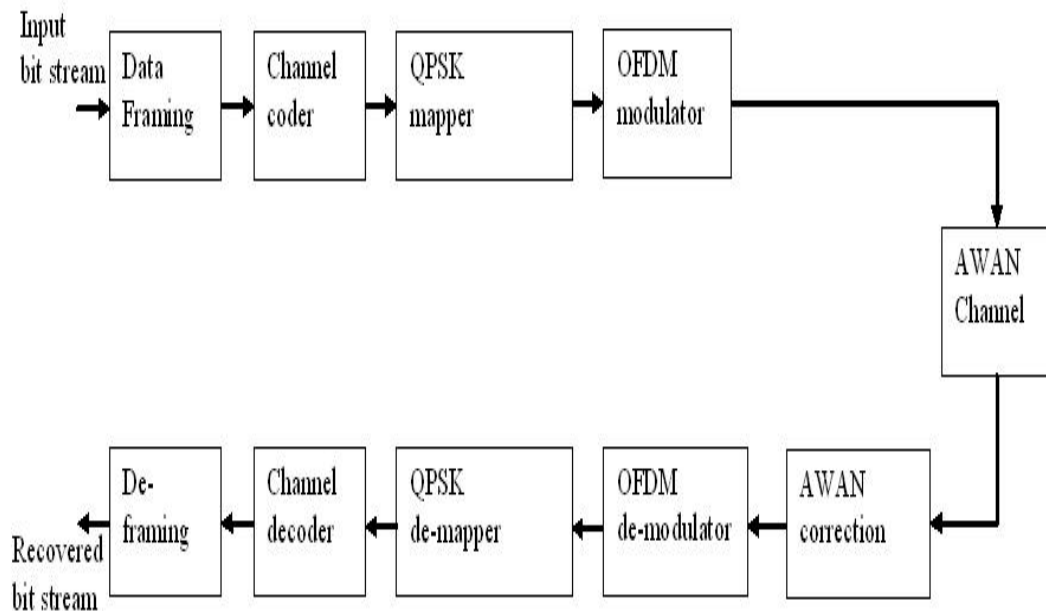 Input
bit stream
Data
Framing
Channel
coder
QPSK
mapper
OFDM
modulator
AWAN
Channel
De-
framing
Channel
decoder
QPSK
de-mapper
OFDM
de-modulator
AWAN
correction
Recovered
bit stream